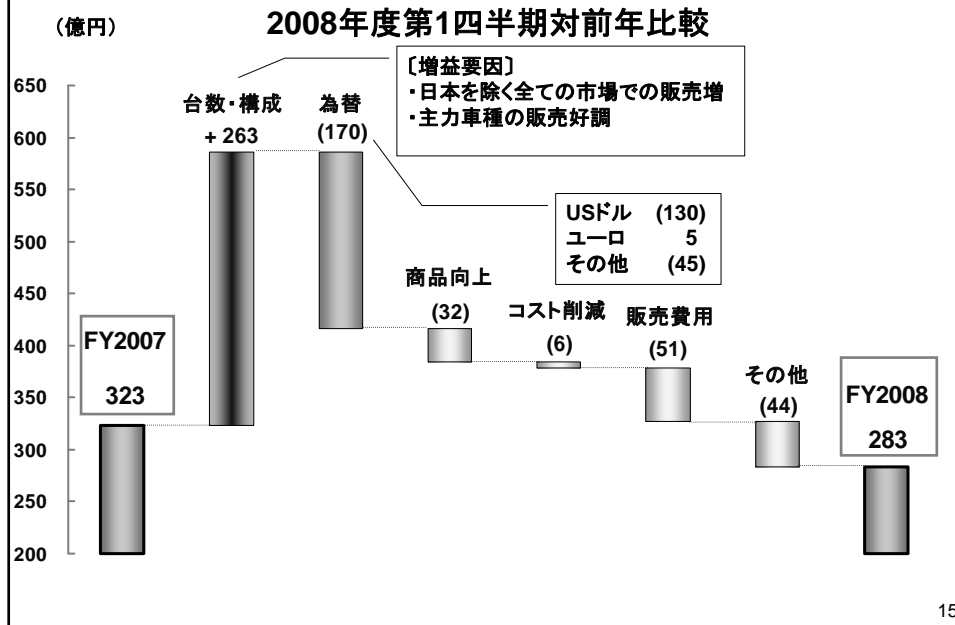 2008年度第1四半期対前年比較
(億円)
〔増益要因〕
・日本を除く全ての市場での販売増
・主力車種の販売好調
台数・構成
+ 263
為替
(170)
USドル (130)
ユーロ 5
その他 (45)
商品向上
(32)
コスト削減
(6)
販売費用
(51)
その他
(44)
FY2007
323
FY2008
283
650
600
550
500
450
400
350
300
250
200
15